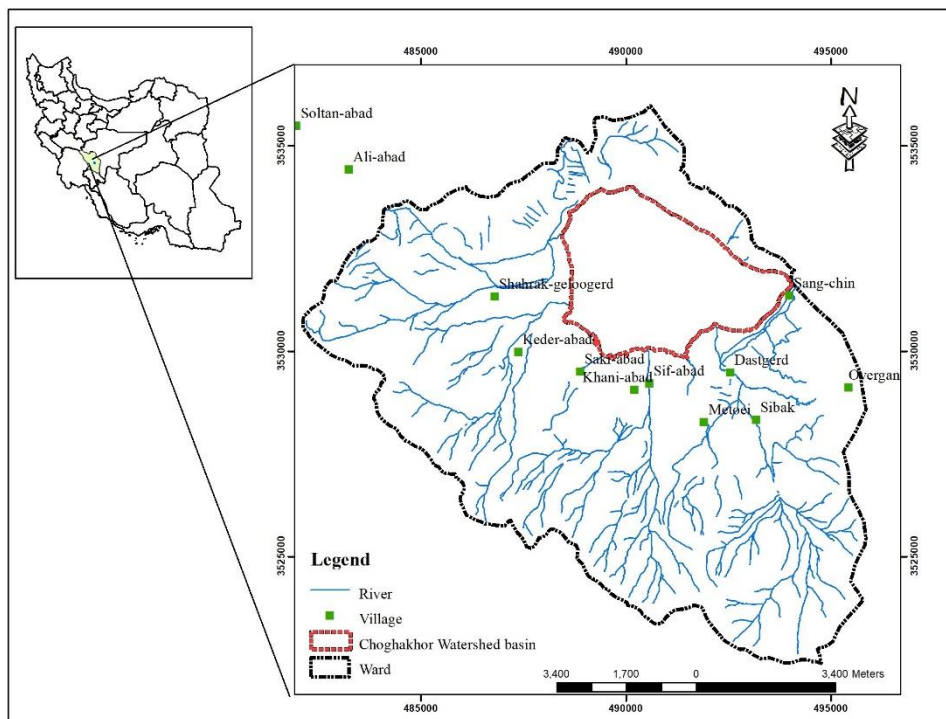 485000 490000 495000
N
Soltan-abad
3535000 3535000
Ali-abad
Shahrak-geloogerd
Sang-chin
Keder-abad
3530000 3530000
Saki-abad
Sif-abad
Dastgerd
Khani-abad
Overgan
Metoei
Sibak
3525000 3525000
Legend
River
Village
Choghakhor Watershed basin
Ward
3,400 1,700 0 3,400 Meters
485000 490000 495000